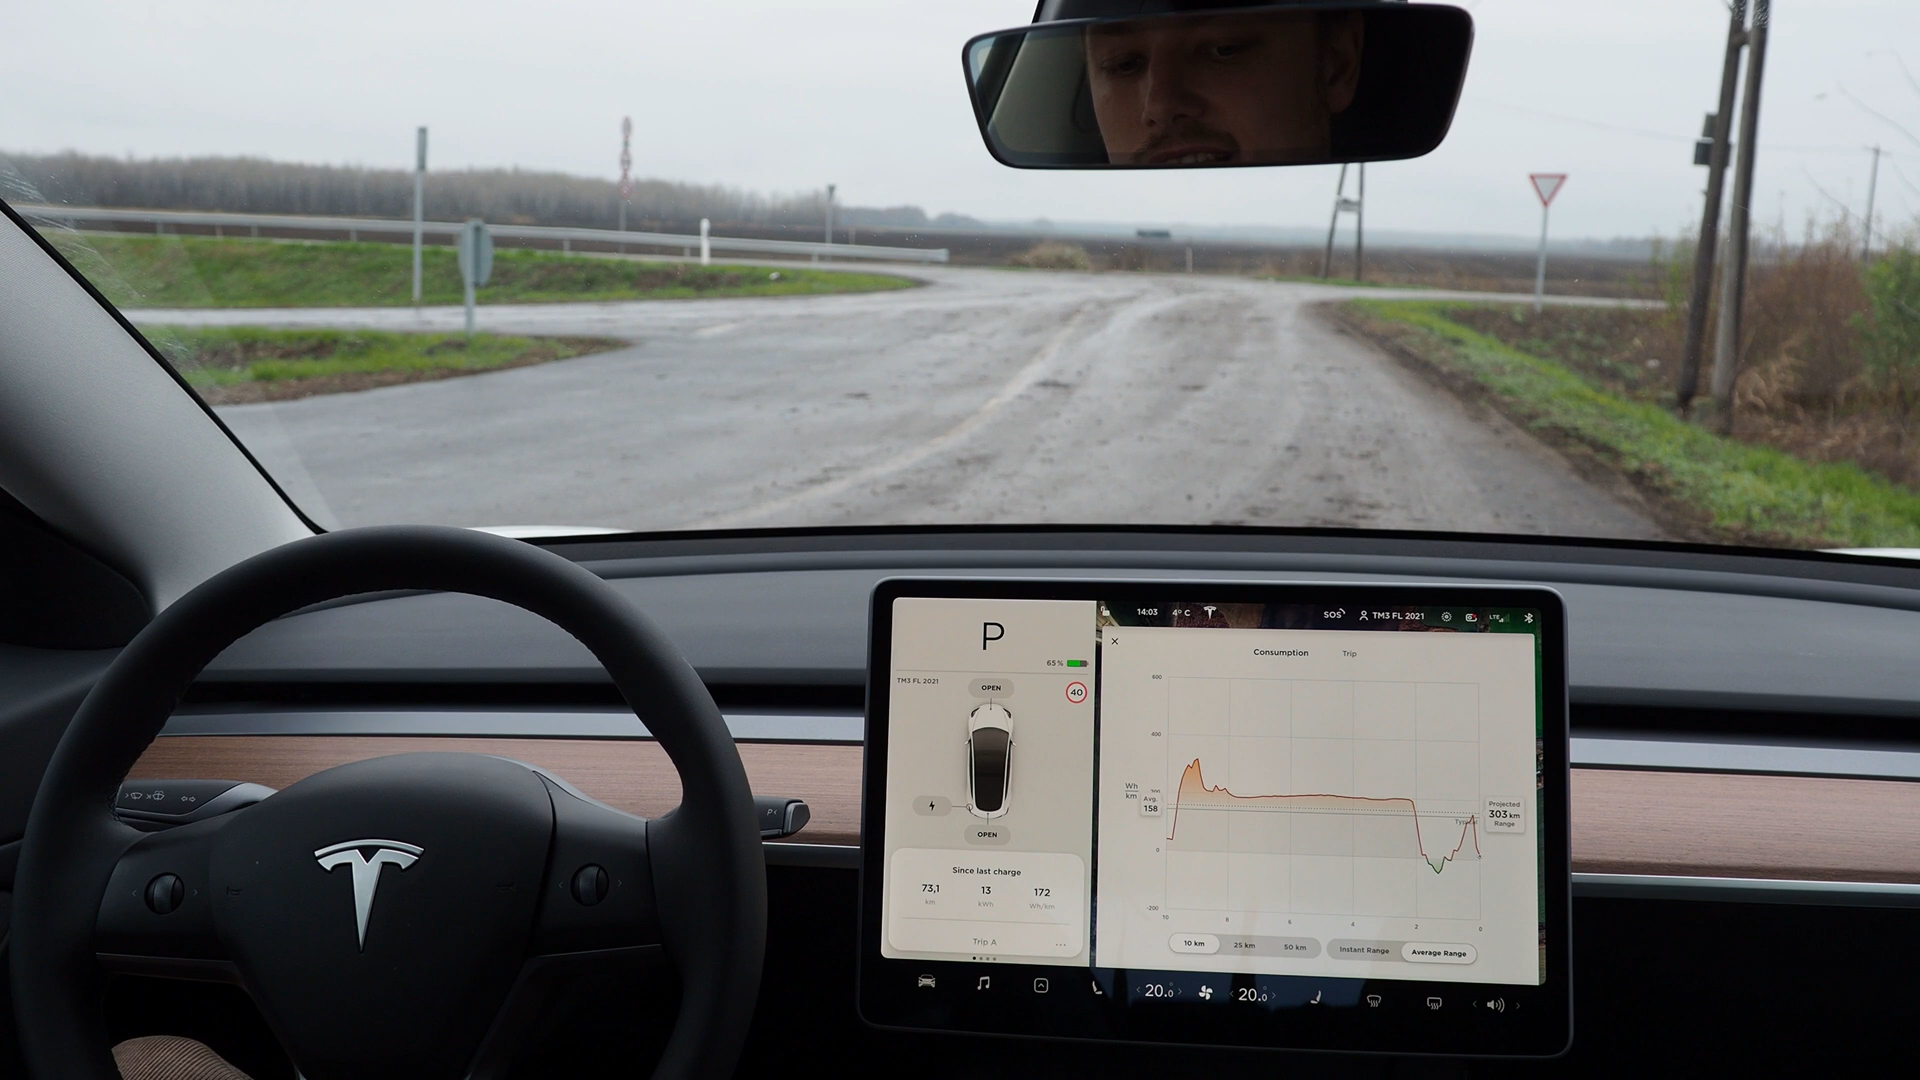 P
65 %
TM3 FL 2021
OPEN
40
OPEN
Since last charge
73,1 13 172
km kWh Wh/km
Trip A
14:03 4° C SOS TM3 FL 2021 LTE
Consumption Trip
600
400
200
0
-200
Wh
km
Avg.
158
Projected
303 km
Range
10 8 6 4 2 0
10 km 25 km 50 km Instant Range Average Range
20.0 20.0
P